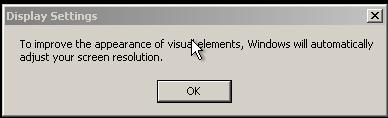 Display Settings
To improve the appearance of visual elements, Windows will automatically
adjust your screen resolution.
OK